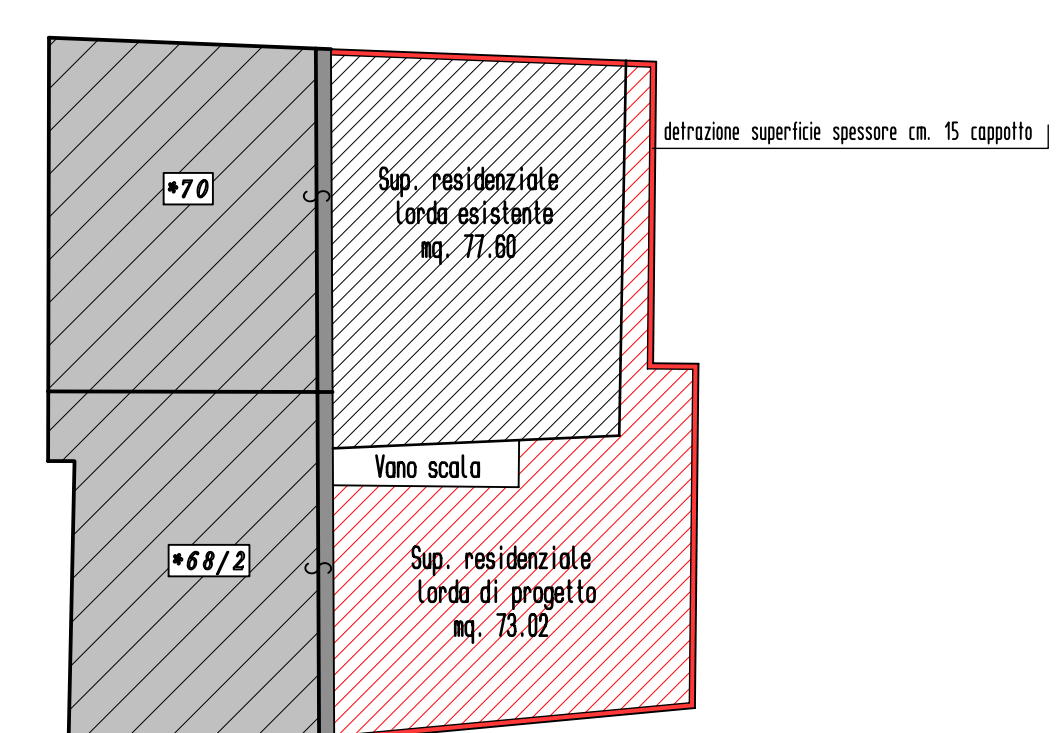 detrazione superficie spessore cm. 15 cappotto
*70
Sup. residenziale
lorda esistente
mq. 77.60
Vano scala
*68/2
Sup. residenziale
lorda di progetto
mq. 73.02